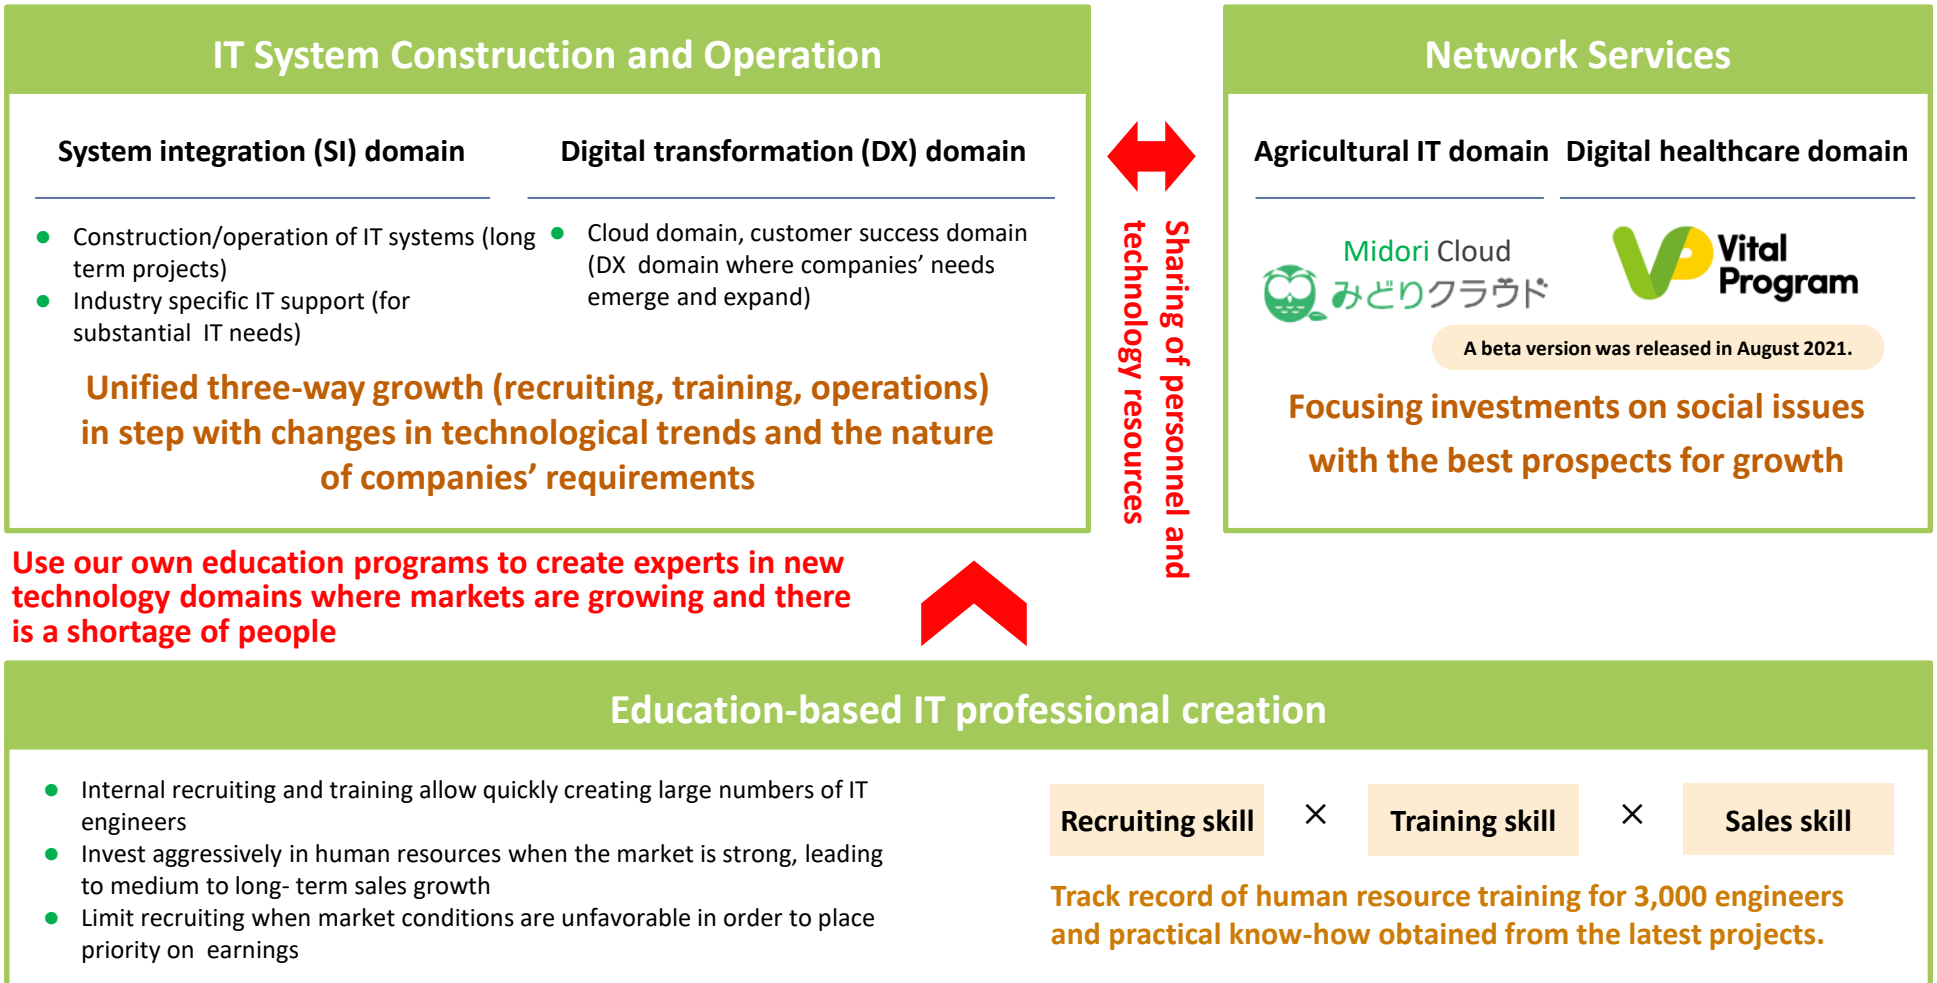 IT System Construction and Operation
System integration (SI) domain
● Construction/operation of IT systems (long
term projects)
● Industry specific IT support (for
substantial IT needs)
Digital transformation (DX) domain
● Cloud domain, customer success domain
(DX domain where companies’ needs
emerge and expand)
Unified three-way growth (recruiting, training, operations)
in step with changes in technological trends and the nature
of companies’ requirements
Sharing of personnel and
technology resources
Network Services
Agricultural IT domain
Midori Cloud
みどりクラウド
Digital healthcare domain
VP
Vital
Program
A beta version was released in August 2021.
Focusing investments on social issues
with the best prospects for growth
Use our own education programs to create experts in new
technology domains where markets are growing and there
is a shortage of people
Education-based IT professional creation
● Internal recruiting and training allow quickly creating large numbers of IT
engineers
● Invest aggressively in human resources when the market is strong, leading
to medium to long- term sales growth
● Limit recruiting when market conditions are unfavorable in order to place
priority on earnings
Recruiting skill × Training skill × Sales skill
Track record of human resource training for 3,000 engineers
and practical know-how obtained from the latest projects.